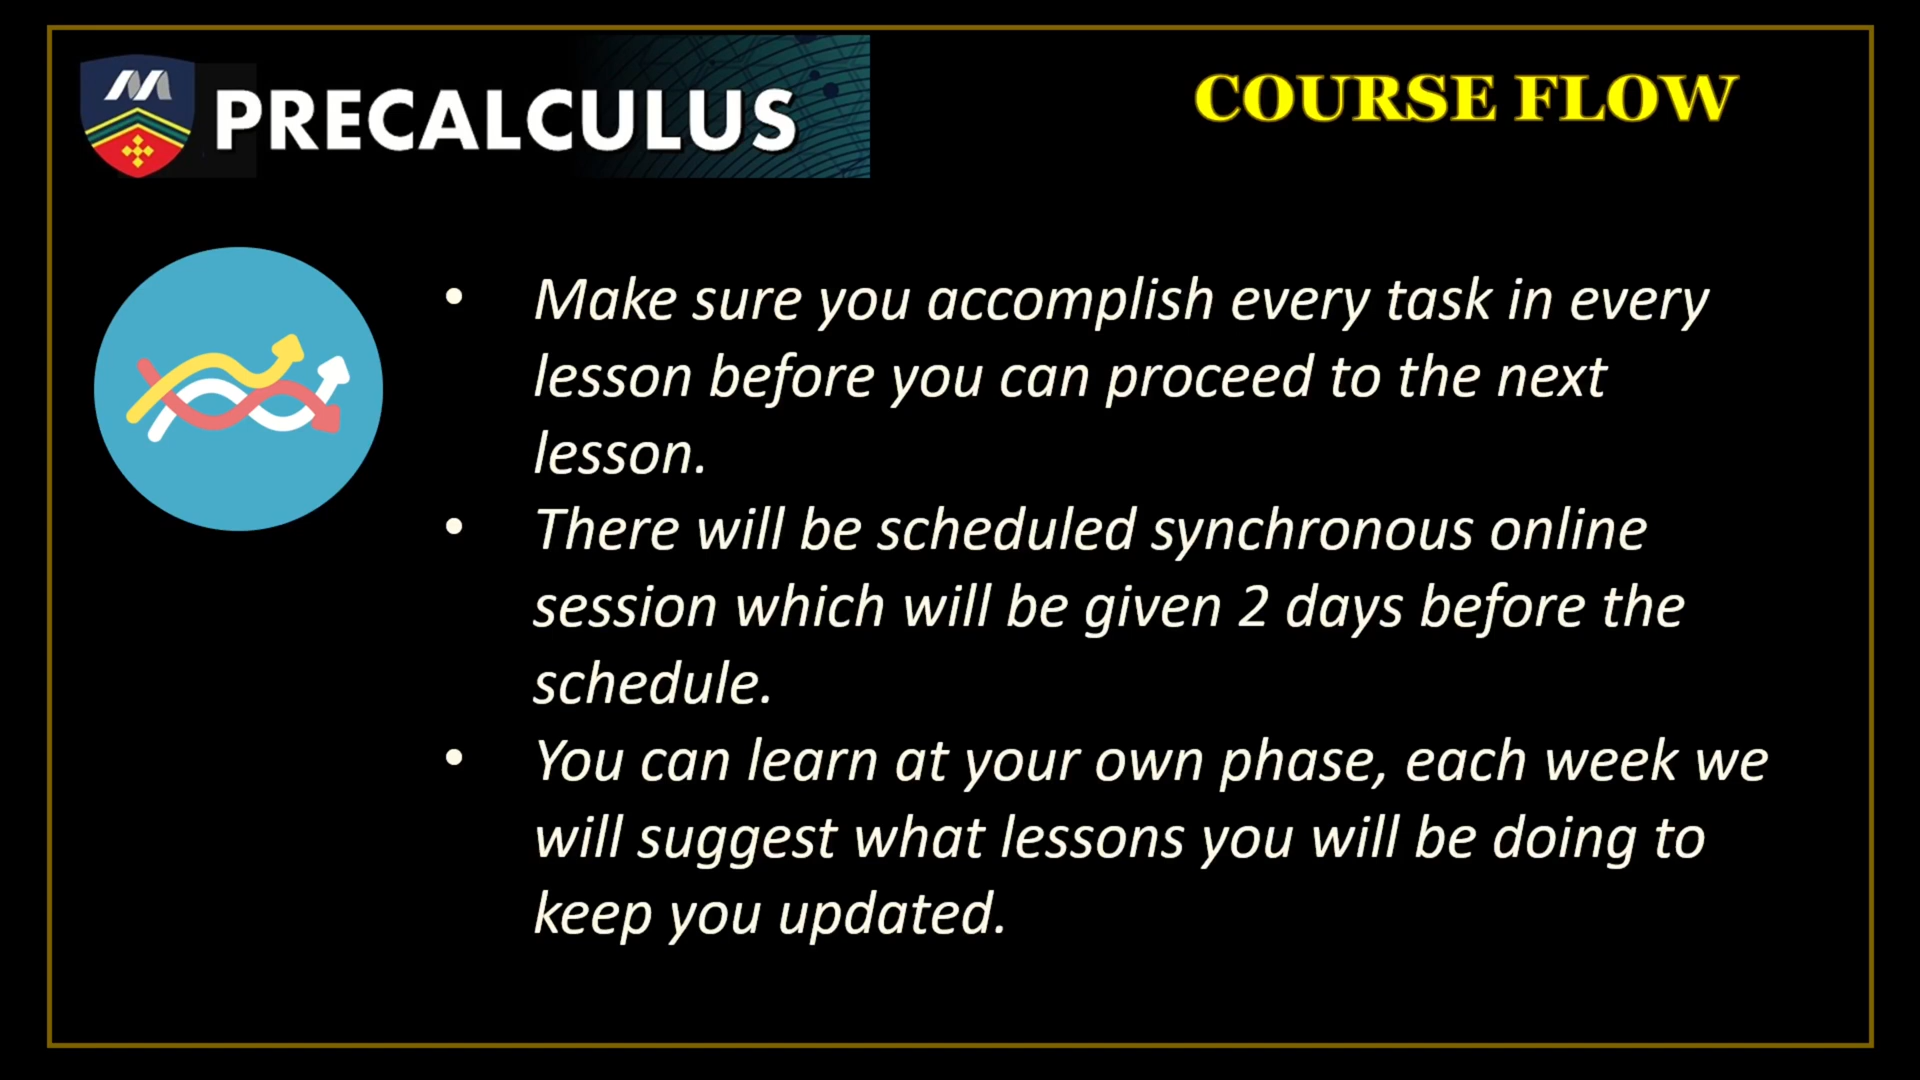 PRECALCULUS
COURSE FLOW
• Make sure you accomplish every task in every
lesson before you can proceed to the next
lesson.
• There will be scheduled synchronous online
session which will be given 2 days before the
schedule.
• You can learn at your own phase, each week we
will suggest what lessons you will be doing to
keep you updated.